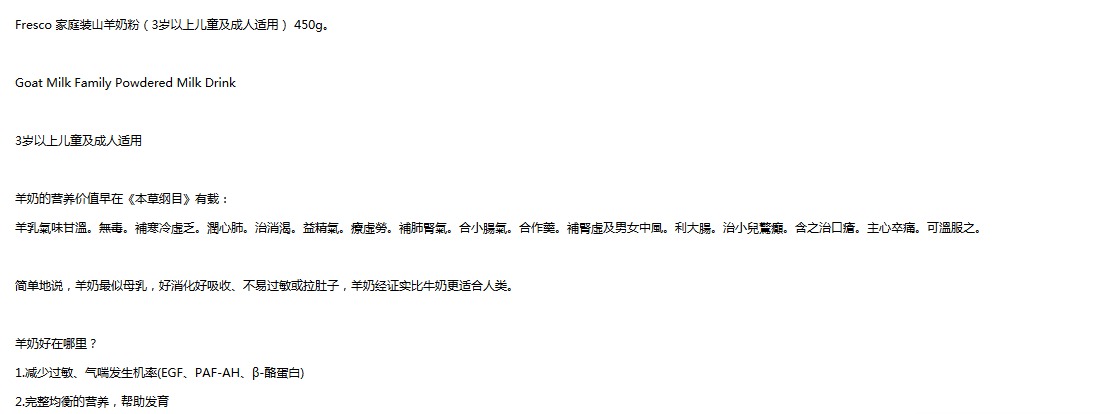 Fresco 家庭装山羊奶粉（3岁以上儿童及成人适用） 450g。
Goat Milk Family Powdered Milk Drink
3岁以上儿童及成人适用
羊奶的营养价值早在《本草纲目》有载：
羊乳氣味甘溫。無毒。補寒冷虛乏。潤心肺。治消渴。益精氣。療虛勞。補肺腎氣。合小腸氣。合作羹。補腎虛及男女中風。利大腸。治小兒驚癲。含之治口瘡。主心卒痛。可溫服之。
简单地说，羊奶最似母乳，好消化好吸收、不易过敏或拉肚子，羊奶经证实比牛奶更适合人类。
羊奶好在哪里？
1.减少过敏、气喘发生机率(EGF、PAF-AH、β-酪蛋白)
2.完整均衡的营养，帮助发育